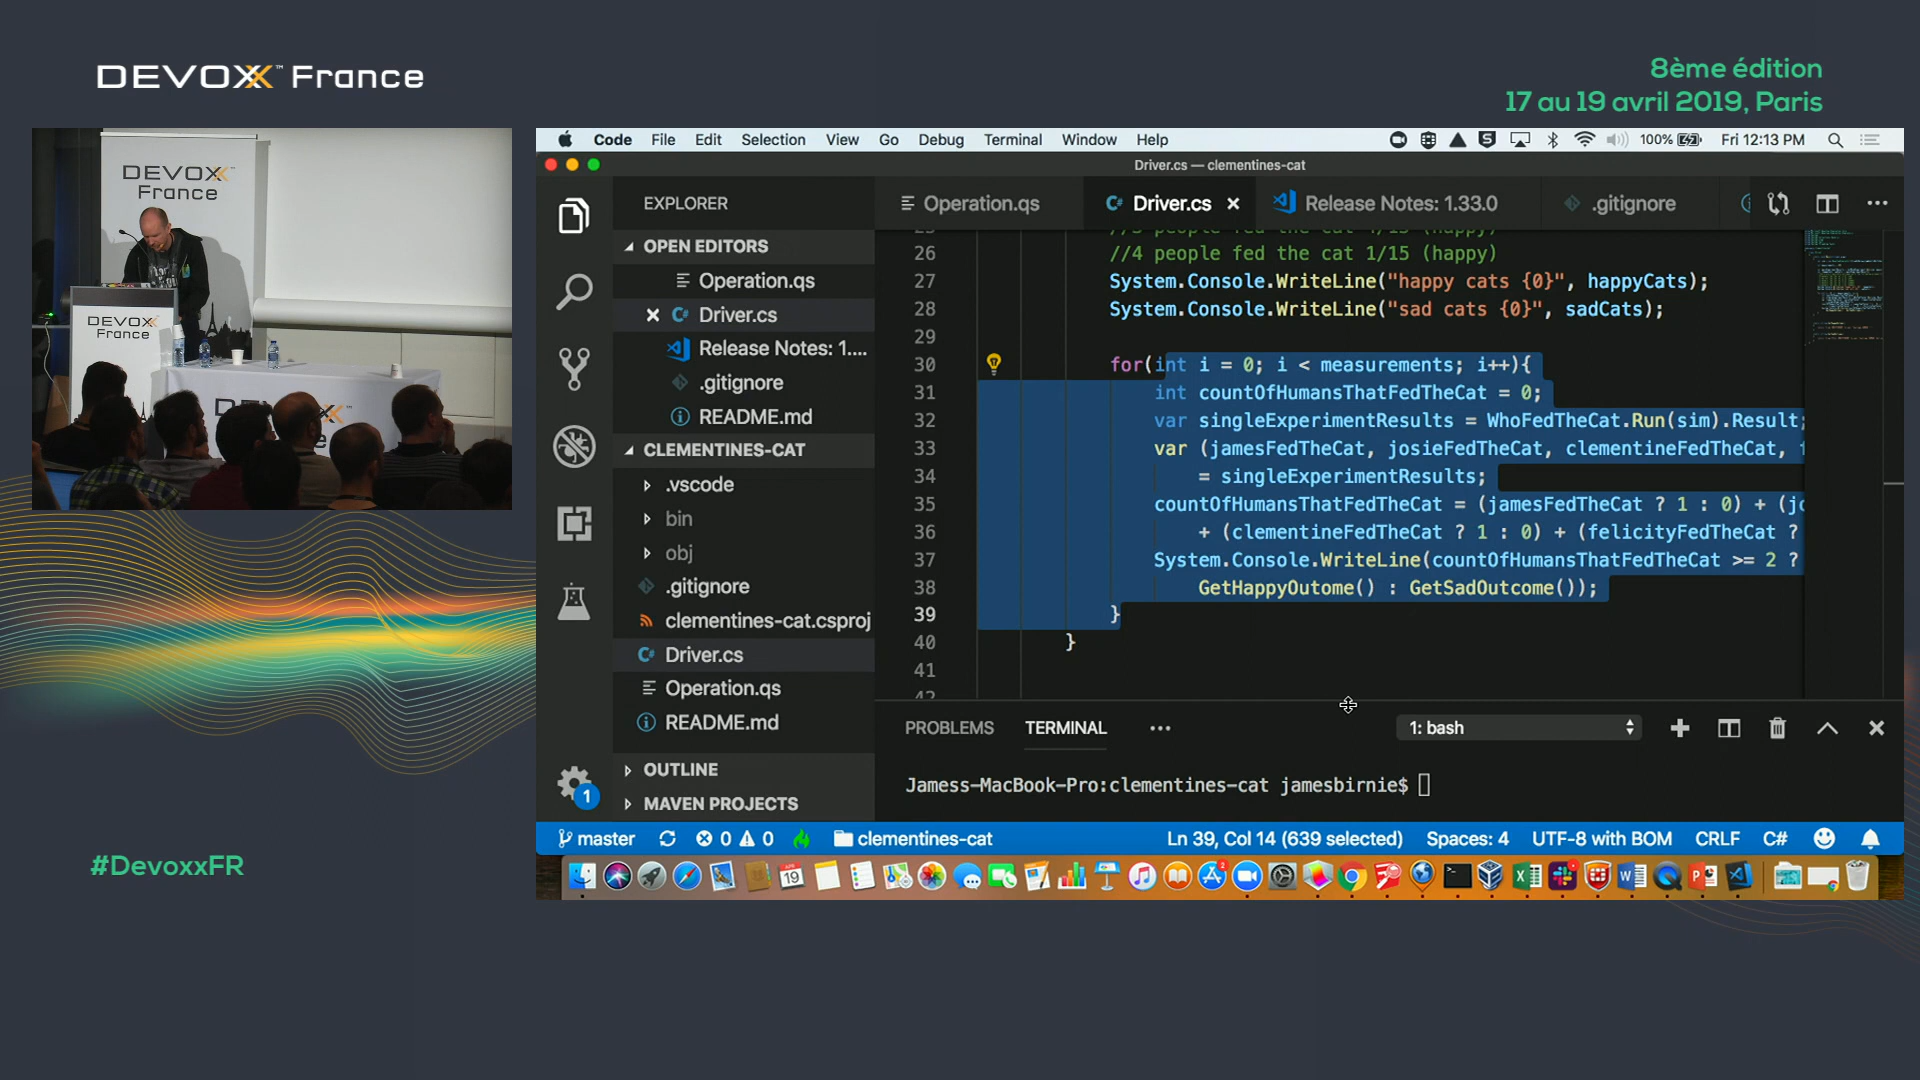 DEVOXX™ France
8ème édition
17 au 19 avril 2019, Paris
DEVOXX™
France
DEVOXX
France
#DevoxxFR
Code File Edit Selection View Go Debug Terminal Window Help
100% Fri 12:13 PM
Driver.cs — clementines-cat
EXPLORER
Operation.qs
Driver.cs
Release Notes: 1.33.0
.gitignore
OPEN EDITORS
Operation.qs
Driver.cs
Release Notes: 1....
.gitignore
README.md
CLEMENTINES-CAT
.vscode
bin
obj
.gitignore
clementines-cat.csproj
Driver.cs
Operation.qs
README.md
OUTLINE
MAVEN PROJECTS
1
26 //4 people fed the cat 1/15 (happy)
27 System.Console.WriteLine("happy cats {0}", happyCats);
28 System.Console.WriteLine("sad cats {0}", sadCats);
29
30 for(int i = 0; i < measurements; i++){
31 int countOfHumansThatFedTheCat = 0;
32 var singleExperimentResults = WhoFedTheCat.Run(sim).Result;
33 var (jamesFedTheCat, josieFedTheCat, clementineFedTheCat,
34 = singleExperimentResults;
35 countOfHumansThatFedTheCat = (jamesFedTheCat ? 1 : 0) +
36 + (clementineFedTheCat ? 1 : 0) + (felicityFedTheCat ?
37 System.Console.WriteLine(countOfHumansThatFedTheCat >= 2 ?
38 GetHappyOutome() : GetSadOutcome());
39 }
40 }
41
PROBLEMS TERMINAL ••• 1: bash
Jamess-MacBook-Pro:clementines-cat jamesbirnie$
master 0 0 clementines-cat Ln 39, Col 14 (639 selected) Spaces: 4 UTF-8 with BOM CRLF C#
19